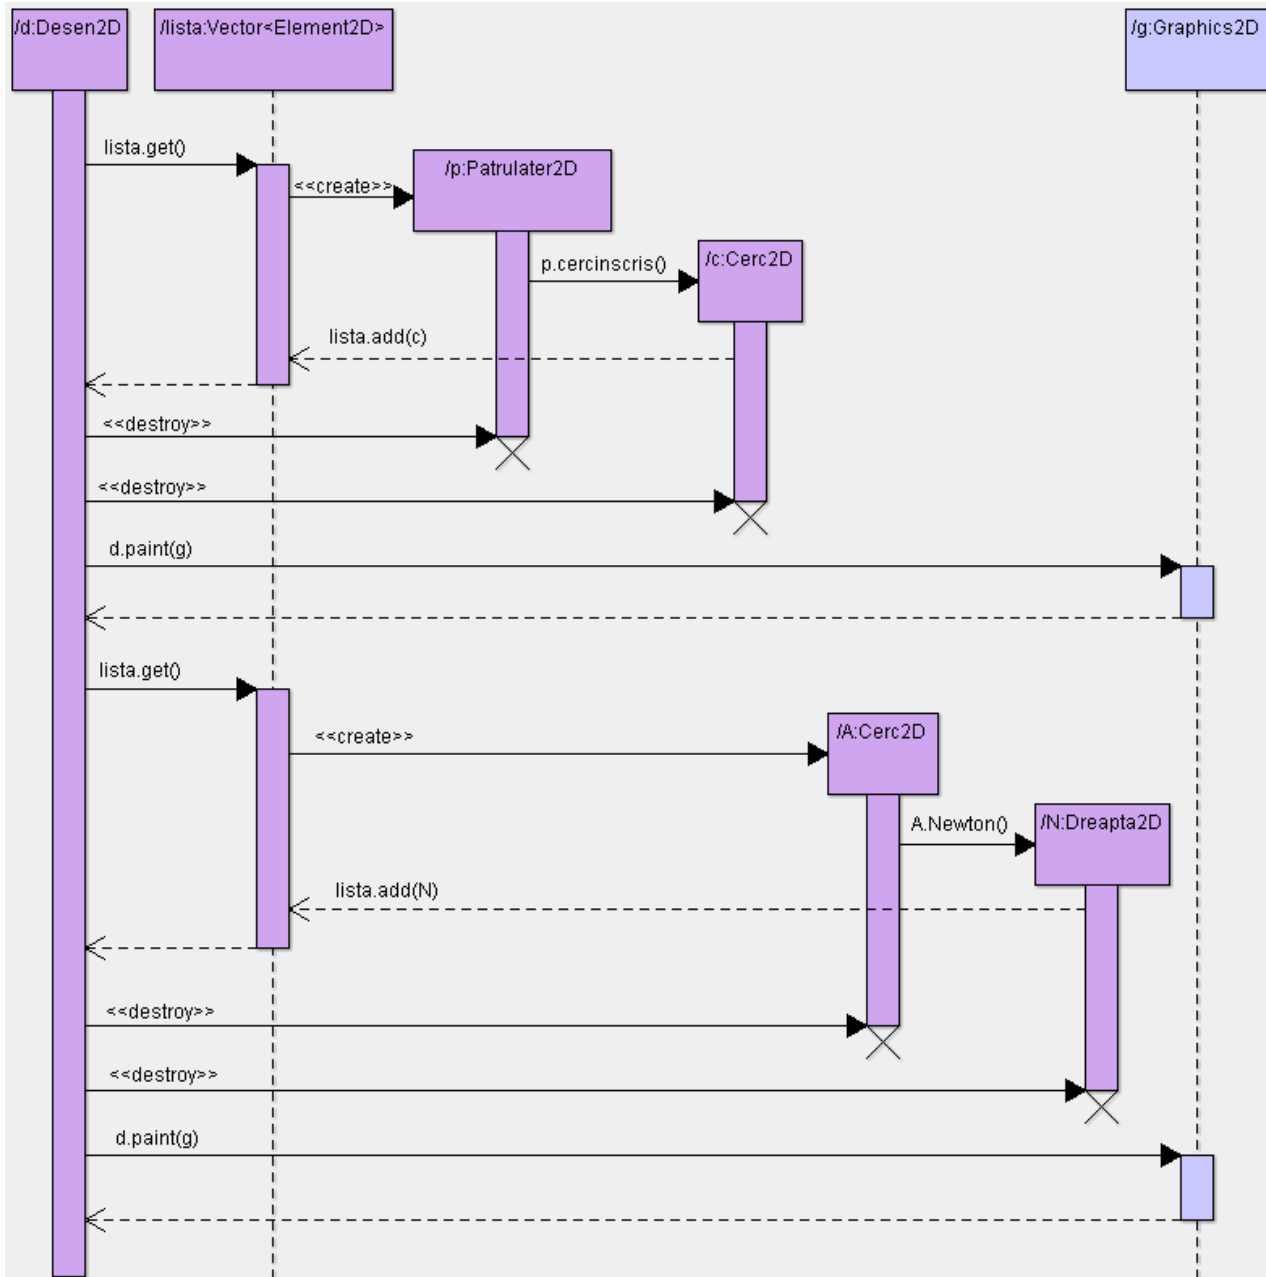 /d:Desen2D
/lista:Vector<Element2D>
/g:Graphics2D
lista.get()
<<create>>
/p:Patrulater2D
p.cercinscris()
/c:Cerc2D
lista.add(c)
<<destroy>>
<<destroy>>
d.paint(g)
lista.get()
<<create>>
/A:Cerc2D
A.Newton()
/N:Dreapta2D
lista.add(N)
<<destroy>>
<<destroy>>
d.paint(g)